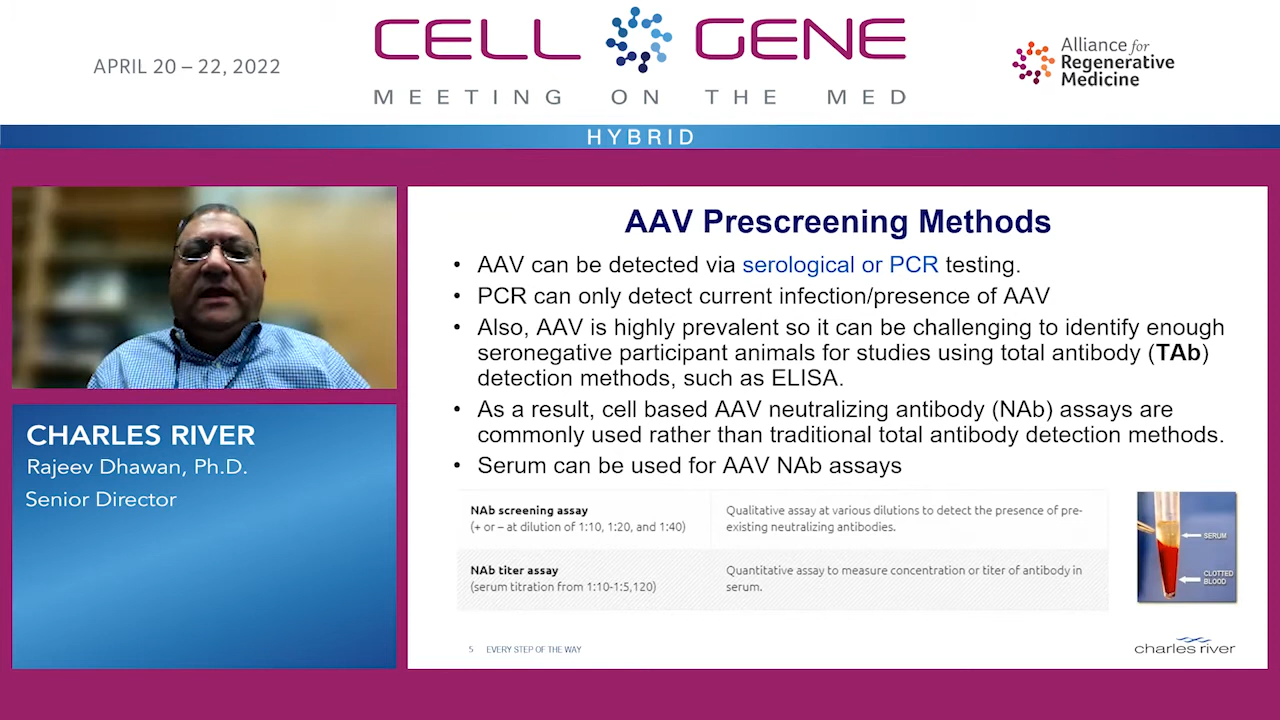 APRIL 20 – 22, 2022
CELL GENE
MEETING ON THE MED
Alliance for
Regenerative
Medicine
HYBRID
CHARLES RIVER
Rajeev Dhawan, Ph.D.
Senior Director
AAV Prescreening Methods
• AAV can be detected via serological or PCR testing.
• PCR can only detect current infection/presence of AAV
• Also, AAV is highly prevalent so it can be challenging to identify enough
seronegative participant animals for studies using total antibody (TAb)
detection methods, such as ELISA.
• As a result, cell based AAV neutralizing antibody (NAb) assays are
commonly used rather than traditional total antibody detection methods.
• Serum can be used for AAV NAb assays
NAb screening assay
(+ or – at dilution of 1:10, 1:20, and 1:40)
Qualitative assay at various dilutions to detect the presence of pre-
existing neutralizing antibodies.
NAb titer assay
(serum titration from 1:10-1:5,120)
Quantitative assay to measure concentration or titer of antibody in
serum.
SERUM
CLOTTED
BLOOD
5 EVERY STEP OF THE WAY
charles river